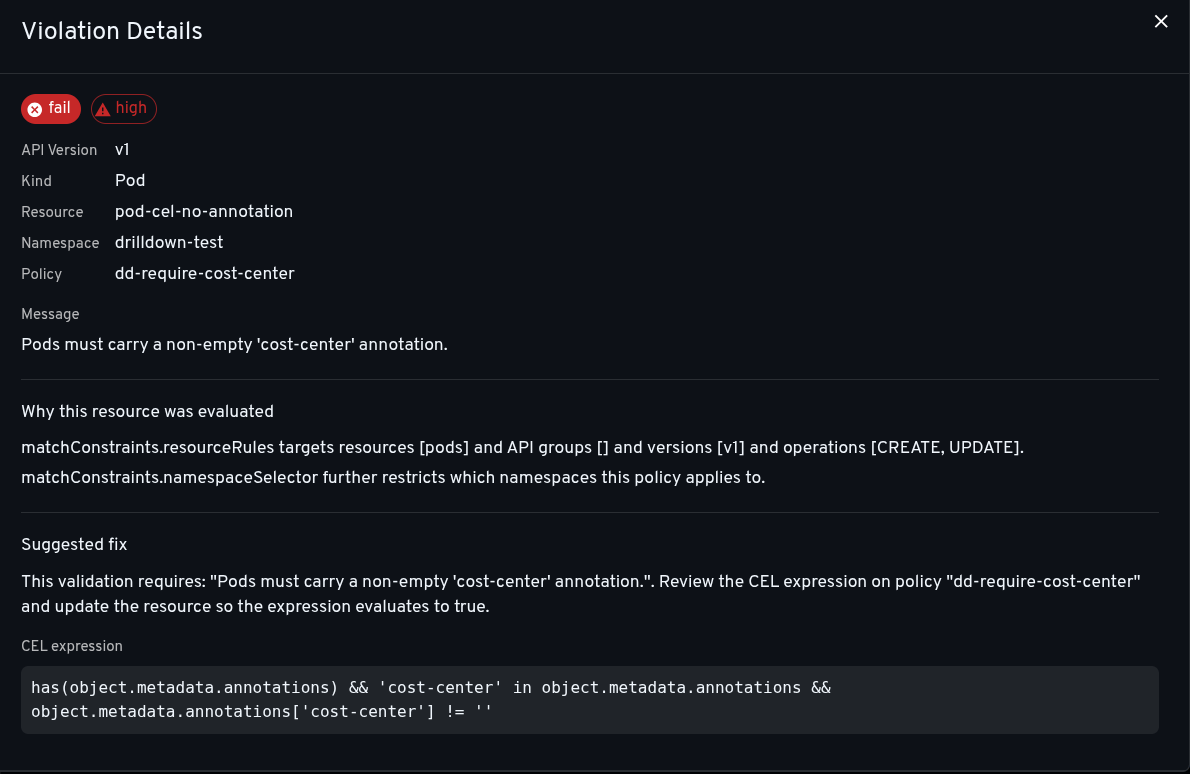 Violation Details
fail high
API Version v1
Kind Pod
Resource pod-cel-no-annotation
Namespace drilldown-test
Policy dd-require-cost-center
Message
Pods must carry a non-empty 'cost-center' annotation.
Why this resource was evaluated
matchConstraints.resourceRules targets resources [pods] and API groups [] and versions [v1] and operations [CREATE, UPDATE].
matchConstraints.namespaceSelector further restricts which namespaces this policy applies to.
Suggested fix
This validation requires: "Pods must carry a non-empty 'cost-center' annotation.". Review the CEL expression on policy "dd-require-cost-center"
and update the resource so the expression evaluates to true.
CEL expression
has(object.metadata.annotations) && 'cost-center' in object.metadata.annotations &&
object.metadata.annotations['cost-center'] != ''